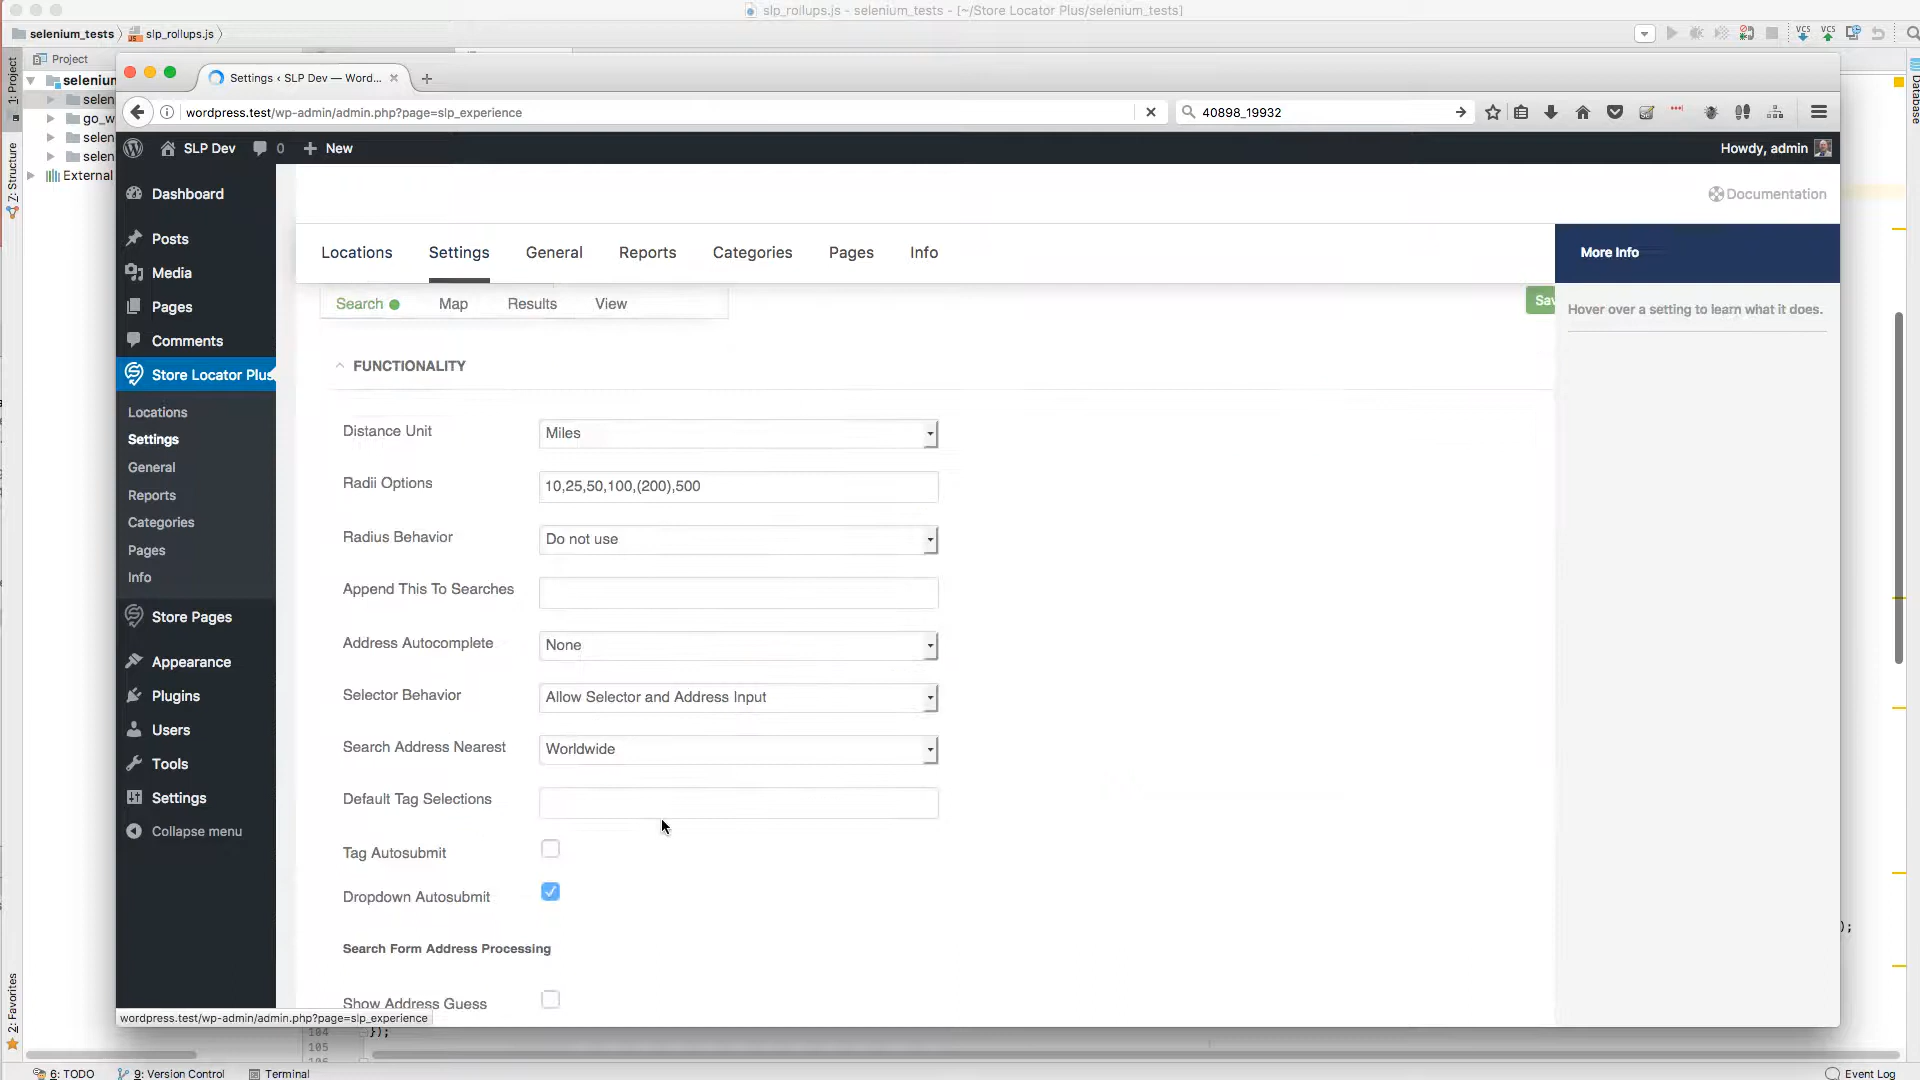 slp_rollups.js - selenium_tests - [~/Store Locator Plus/selenium_tests]
selenium_tests
slp_rollups.js
Project
1: Project
selenium
selen
go_w
selen
selen
External
Z: Structure
2: Favorites
Database
Settings ‹ SLP Dev — Word...
wordpress.test/wp-admin/admin.php?page=slp_experience
40898_19932
SLP Dev
0
New
Howdy, admin
Dashboard
Posts
Media
Pages
Comments
Store Locator Plus
Locations
Settings
General
Reports
Categories
Pages
Info
Store Pages
Appearance
Plugins
Users
Tools
Settings
Collapse menu
Documentation
Locations
Settings
General
Reports
Categories
Pages
Info
More Info
Search
Map
Results
View
Sav
Hover over a setting to learn what it does.
FUNCTIONALITY
Distance Unit
Miles
Radii Options
10,25,50,100,(200),500
Radius Behavior
Do not use
Append This To Searches
Address Autocomplete
None
Selector Behavior
Allow Selector and Address Input
Search Address Nearest
Worldwide
Default Tag Selections
Tag Autosubmit
Dropdown Autosubmit
Search Form Address Processing
Show Address Guess
wordpress.test/wp-admin/admin.php?page=slp_experience
);
104
});
105
6: TODO
9: Version Control
Terminal
Event Log